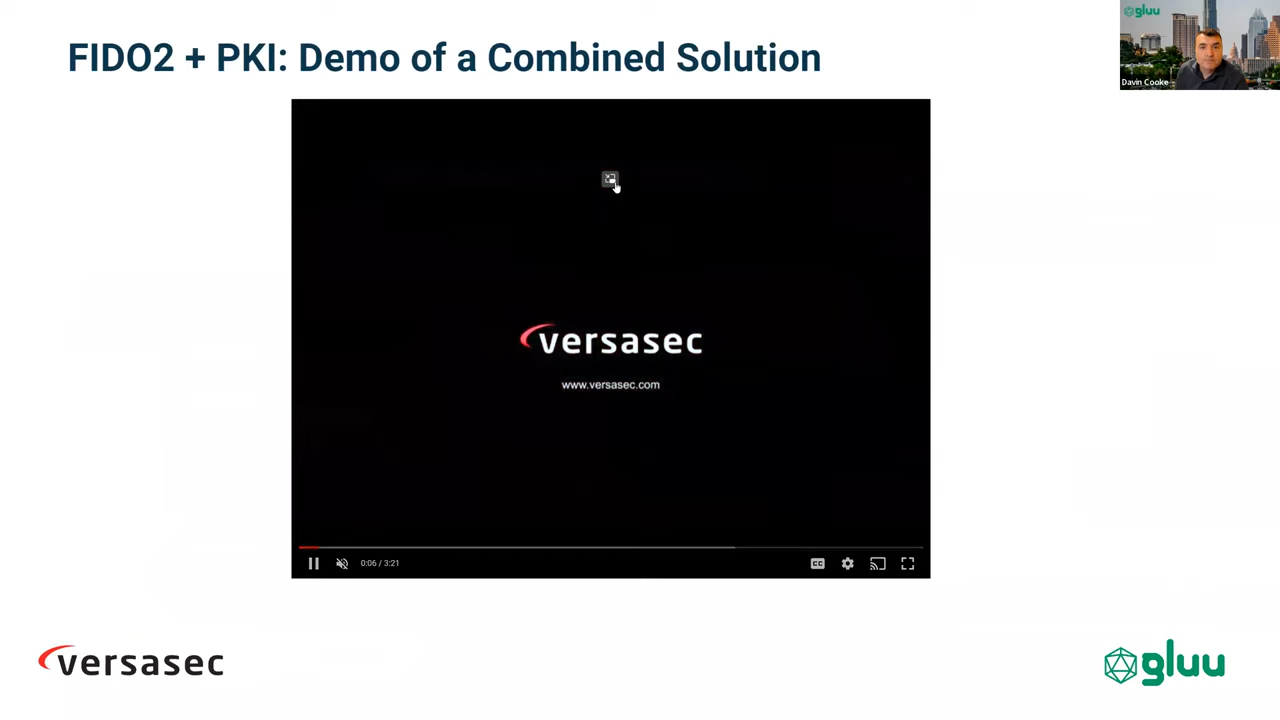 FIDO2 + PKI: Demo of a Combined Solution
gluu
Davin Cooke
versasec
www.versasec.com
CC
0:06 / 3:21
versasec
gluu